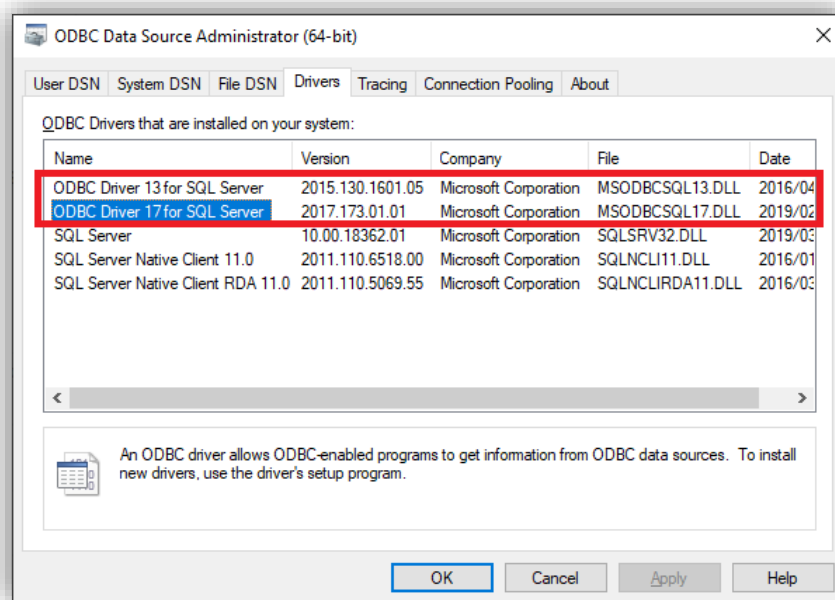 ODBC Data Source Administrator (64-bit)
User DSN System DSN File DSN Drivers Tracing Connection Pooling About
ODBC Drivers that are installed on your system:
Name Version Company File Date
ODBC Driver 13 for SQL Server 2015.130.1601.05 Microsoft Corporation MSODBCSQL13.DLL 2016/04
ODBC Driver 17 for SQL Server 2017.173.01.01 Microsoft Corporation MSODBCSQL17.DLL 2019/02
SQL Server 10.00.18362.01 Microsoft Corporation SQLSRV32.DLL 2019/03
SQL Server Native Client 11.0 2011.110.6518.00 Microsoft Corporation SQLNCLI11.DLL 2016/01
SQL Server Native Client RDA 11.0 2011.110.5069.55 Microsoft Corporation SQLNCLIRDA11.DLL 2016/03
An ODBC driver allows ODBC-enabled programs to get information from ODBC data sources. To install
new drivers, use the driver's setup program.
OK Cancel Apply Help